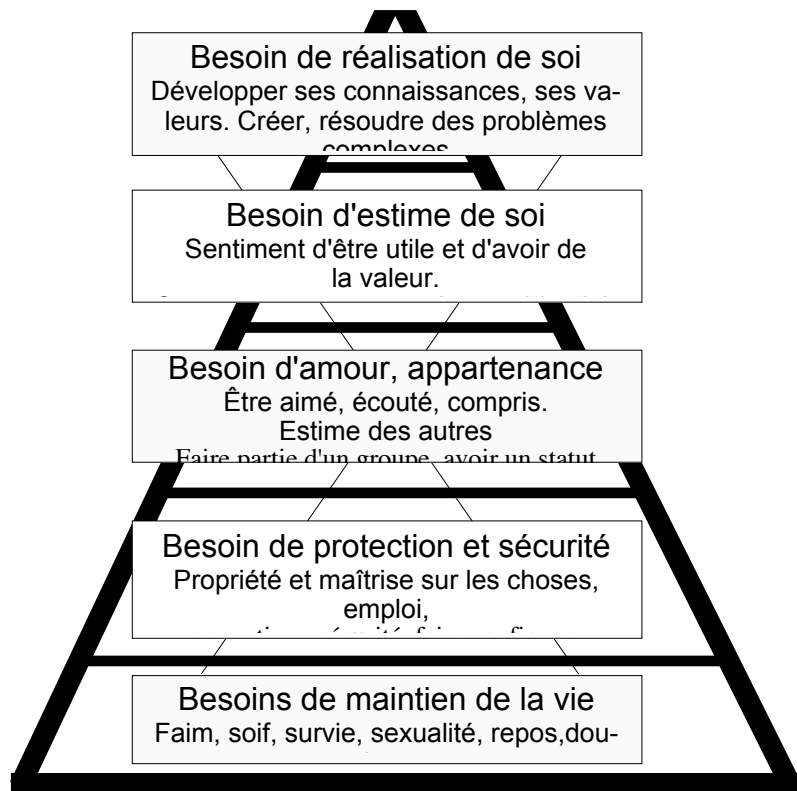 Besoin de réalisation de soi
Développer ses connaissances, ses va-
leurs. Créer, résoudre des problèmes
complexes
Besoin d'estime de soi
Sentiment d'être utile et d'avoir de
la valeur.
Besoin d'amour, appartenance
Être aimé, écouté, compris.
Estime des autres
Faire partie d'un groupe, avoir un statut
Besoin de protection et sécurité
Propriété et maîtrise sur les choses,
emploi,
Besoins de maintien de la vie
Faim, soif, survie, sexualité, repos,dou-